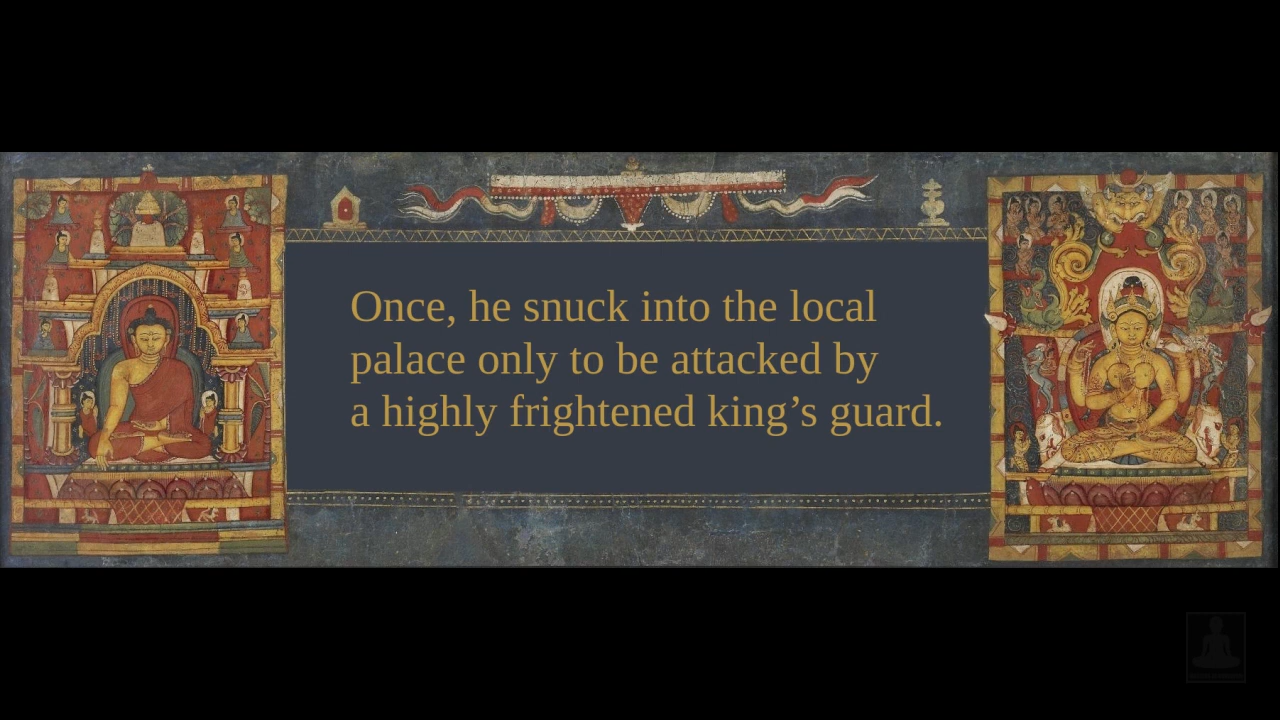 Once, he snuck into the local
palace only to be attacked by
a highly frightened king’s guard.